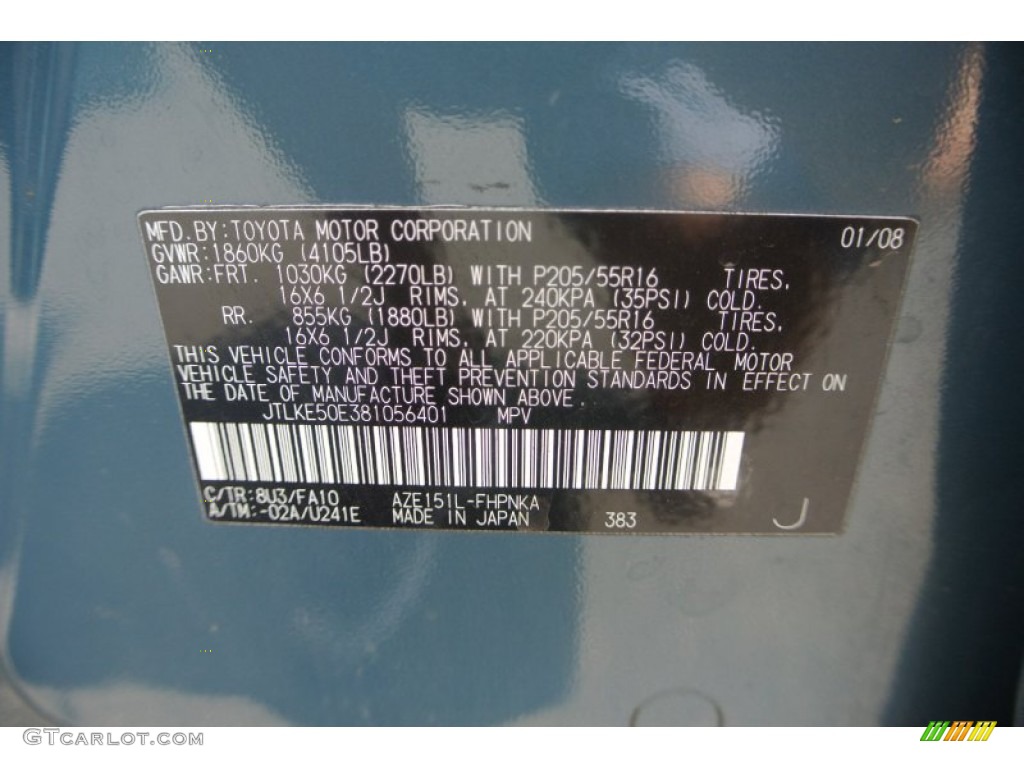 MFD.BY:TOYOTA MOTOR CORPORATION 01/08
GVWR:1860KG (4105LB)
GAWR:FRT. 1030KG (2270LB) WITH P205/55R16 TIRES,
16X6 1/2J RIMS, AT 240KPA (35PSI) COLD.
RR. 855KG (1880LB) WITH P205/55R16 TIRES,
16X6 1/2J RIMS, AT 220KPA (32PSI) COLD.
THIS VEHICLE CONFORMS TO ALL APPLICABLE FEDERAL MOTOR
VEHICLE SAFETY AND THEFT PREVENTION STANDARDS IN EFFECT ON
THE DATE OF MANUFACTURE SHOWN ABOVE.
JTLKE50E381056401 MPV
C/TR:8U3/FA10 AZE151L-FHPNKA
A/TM:-02A/U241E MADE IN JAPAN 383 J
GTCarLot.com